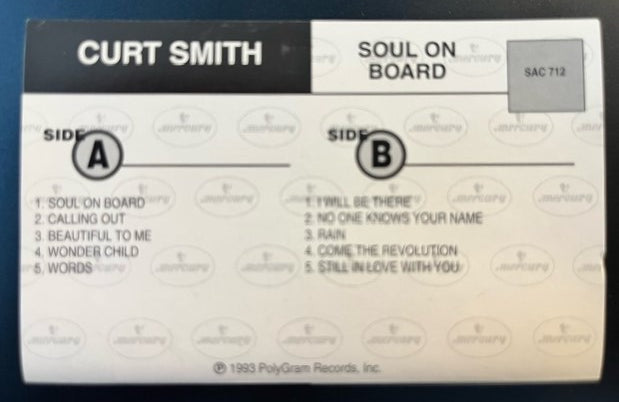 CURT SMITH
SOUL ON
BOARD
SAC 712
SIDE
A
1. SOUL ON BOARD
2. CALLING OUT
3. BEAUTIFUL TO ME
4. WONDER CHILD
5. WORDS
SIDE
B
1. I WILL BE THERE
2. NO ONE KNOWS YOUR NAME
3. RAIN
4. COME THE REVOLUTION
5. STILL IN LOVE WITH YOU
mercury
℗ 1993 PolyGram Records, Inc.